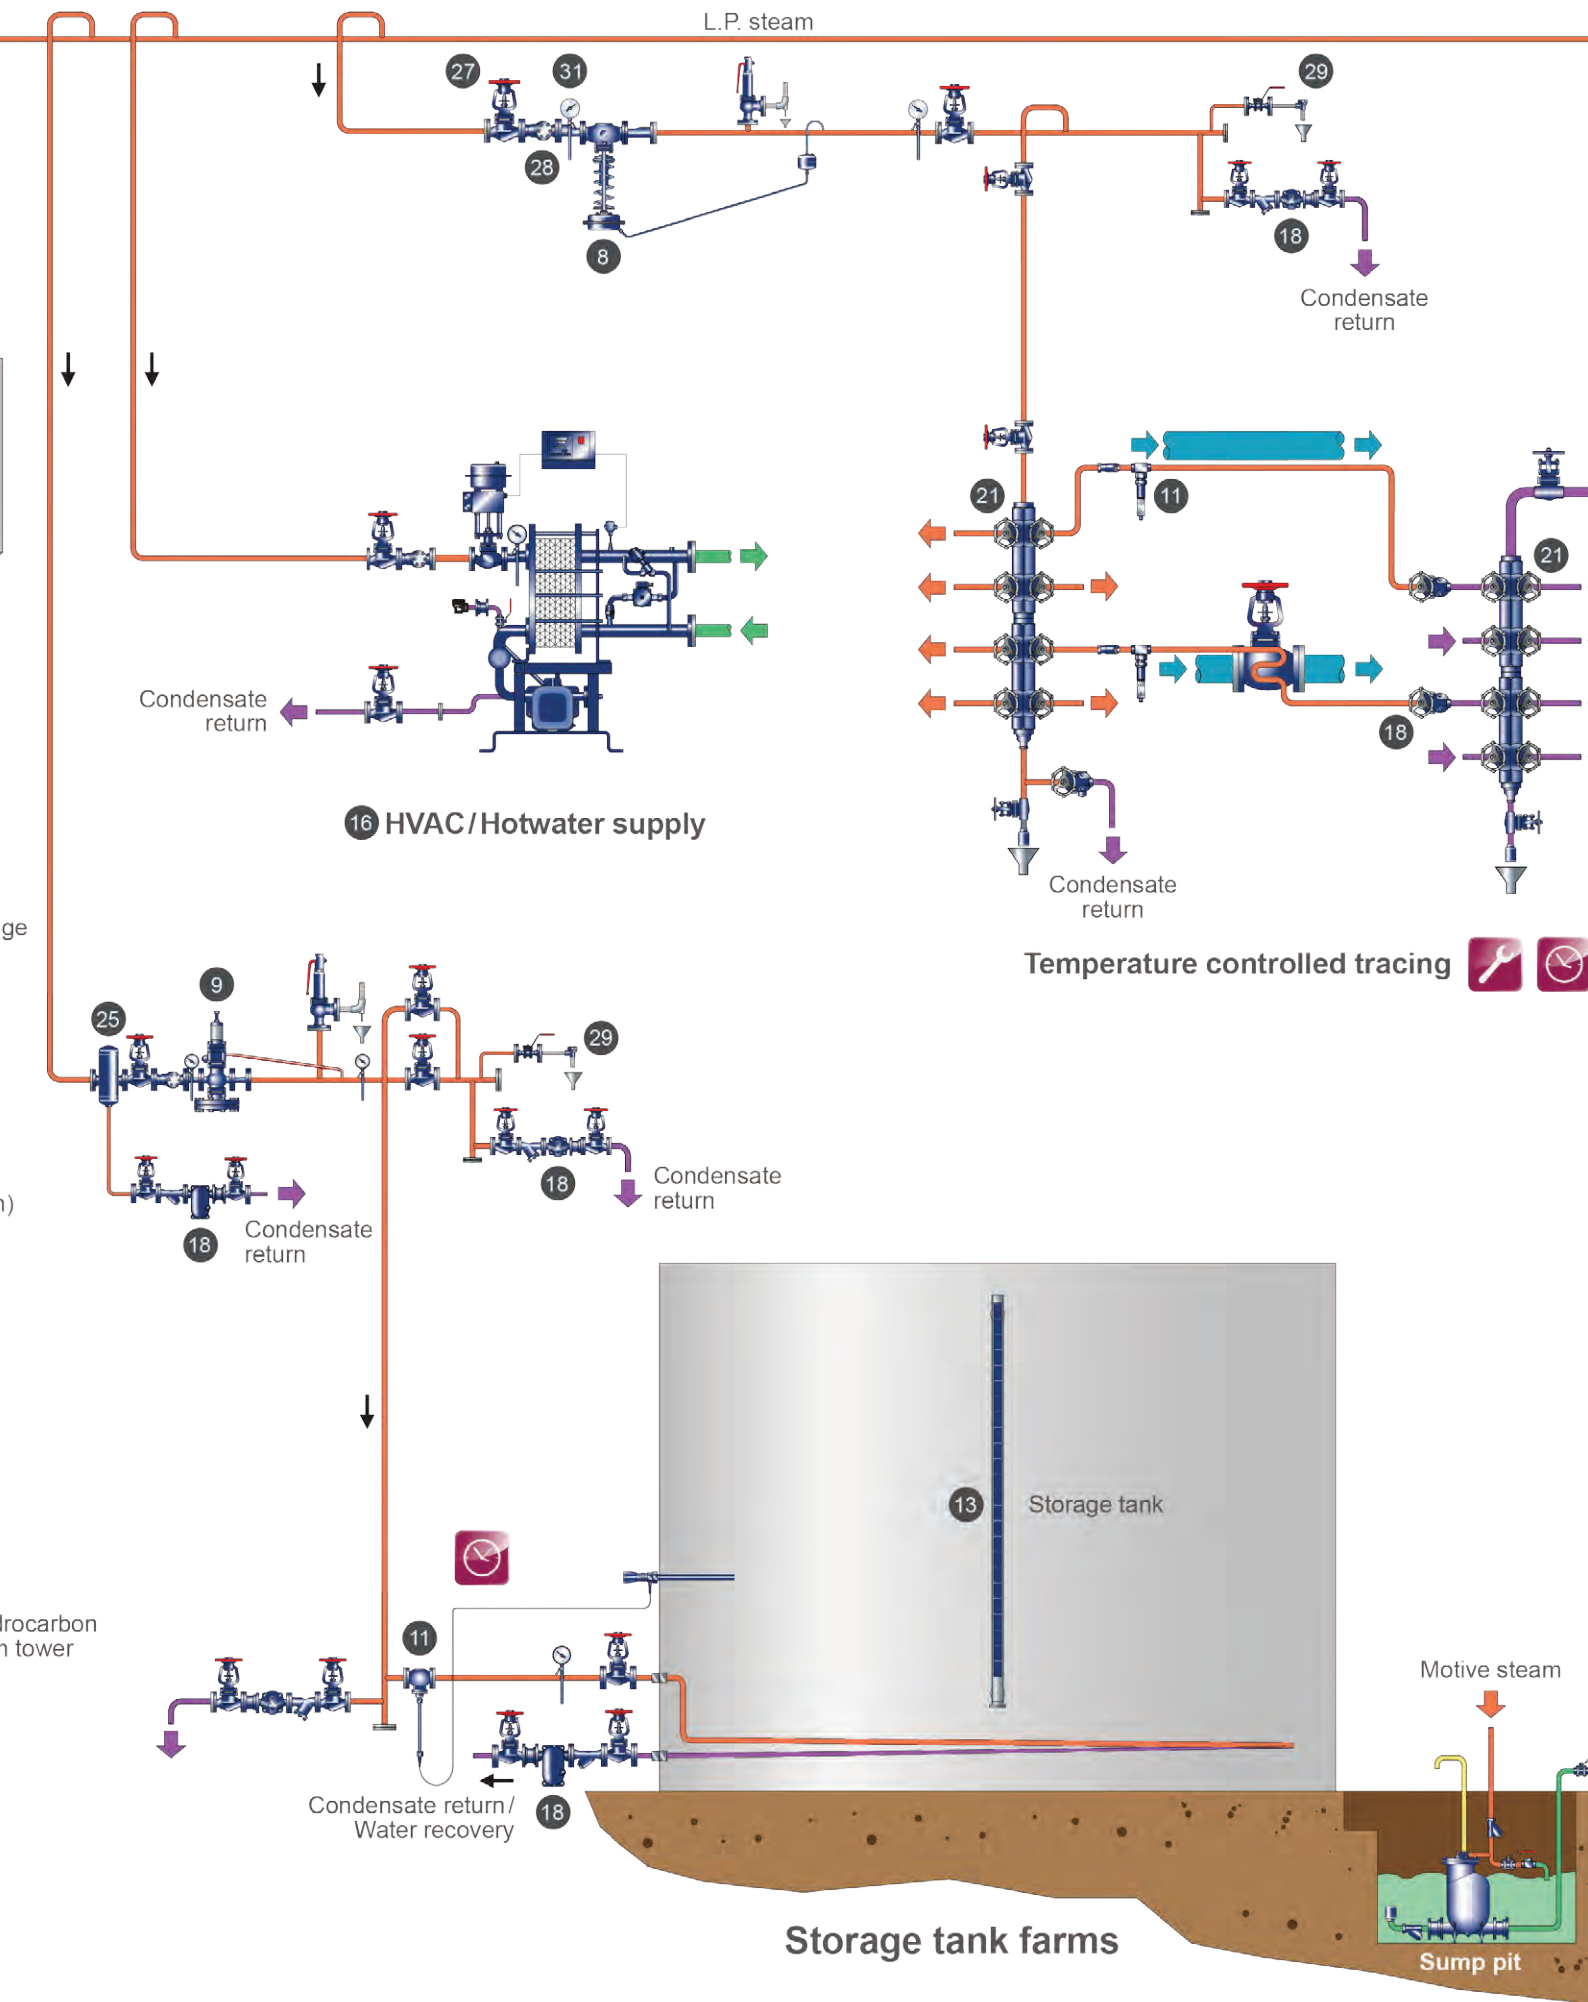 L.P. steam
27
31
29
28
18
8
Condensate
return
21
11
21
Condensate
return
18
16 HVAC/Hotwater supply
Condensate
return
ge
Temperature controlled tracing
9
25
29
18
Condensate
return
18
Condensate
return
13
Storage tank
11
Motive steam
18
Condensate return/
Water recovery
Storage tank farms
Sump pit
tower